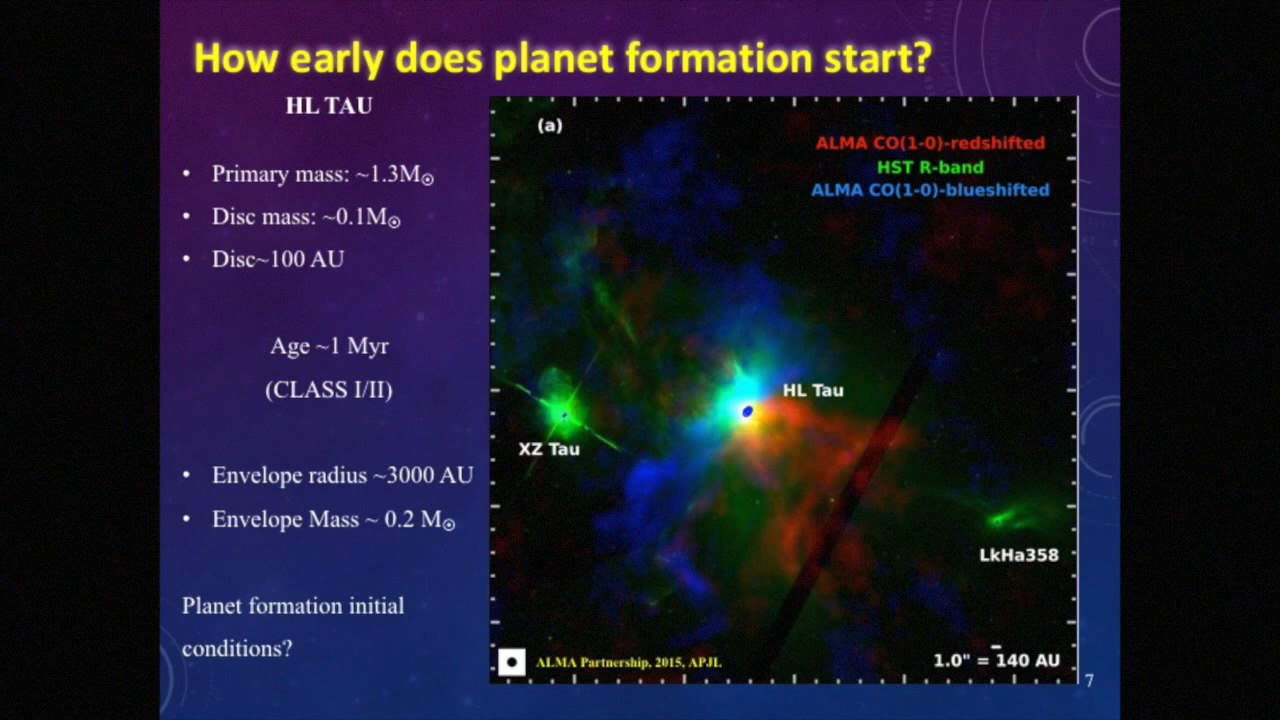 How early does planet formation start?
HL TAU
• Primary mass: ~1.3M☉
• Disc mass: ~0.1M☉
• Disc~100 AU
Age ~1 Myr
(CLASS I/II)
• Envelope radius ~3000 AU
• Envelope Mass ~ 0.2 M☉
Planet formation initial
conditions?
(a)
ALMA CO(1-0)-redshifted
HST R-band
ALMA CO(1-0)-blueshifted
HL Tau
XZ Tau
LkHa358
ALMA Partnership, 2015, APJL
1.0" = 140 AU
7